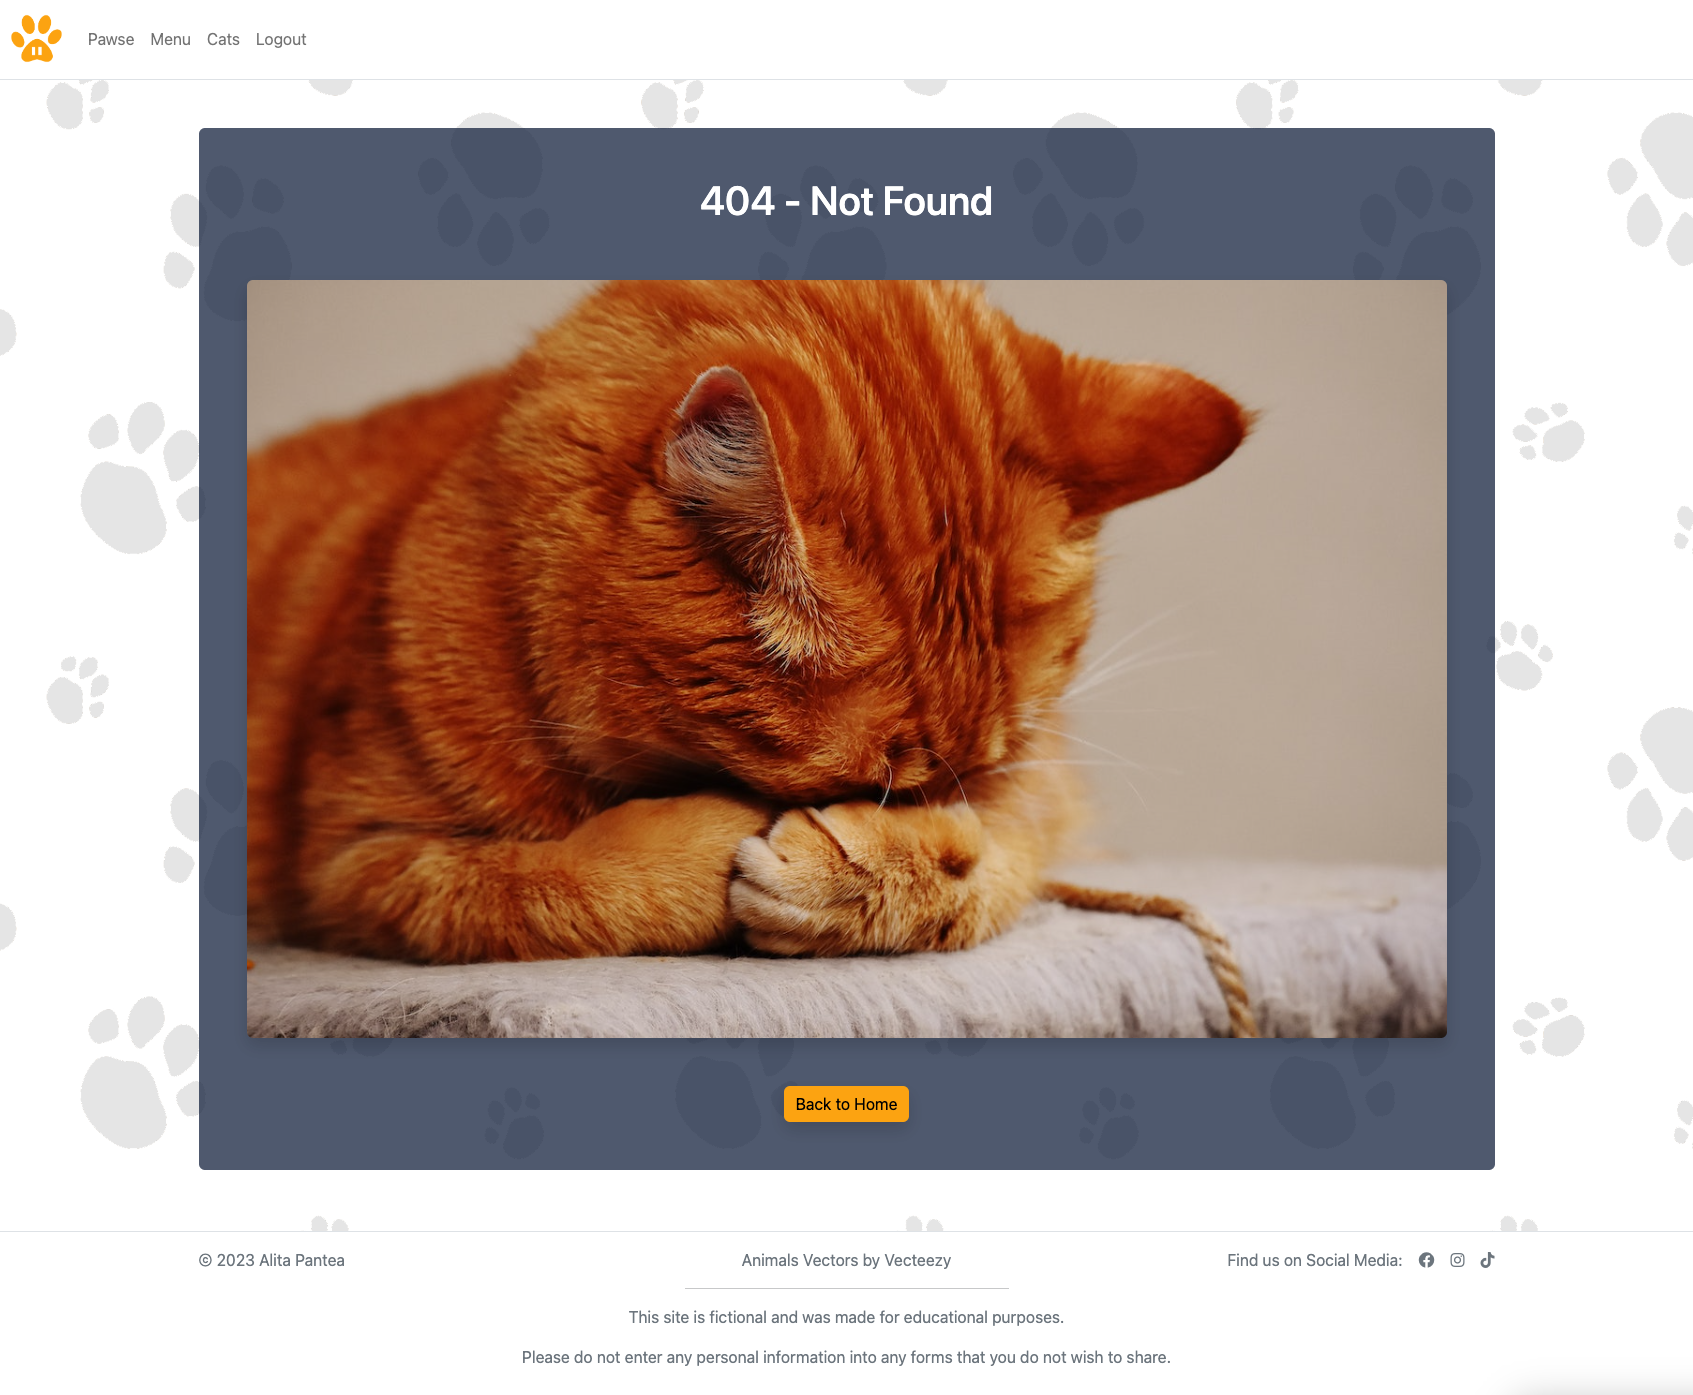 Pawse Menu Cats Logout
404 - Not Found
Back to Home
© 2023 Alita Pantea
Animals Vectors by Vecteezy
Find us on Social Media:
This site is fictional and was made for educational purposes.
Please do not enter any personal information into any forms that you do not wish to share.